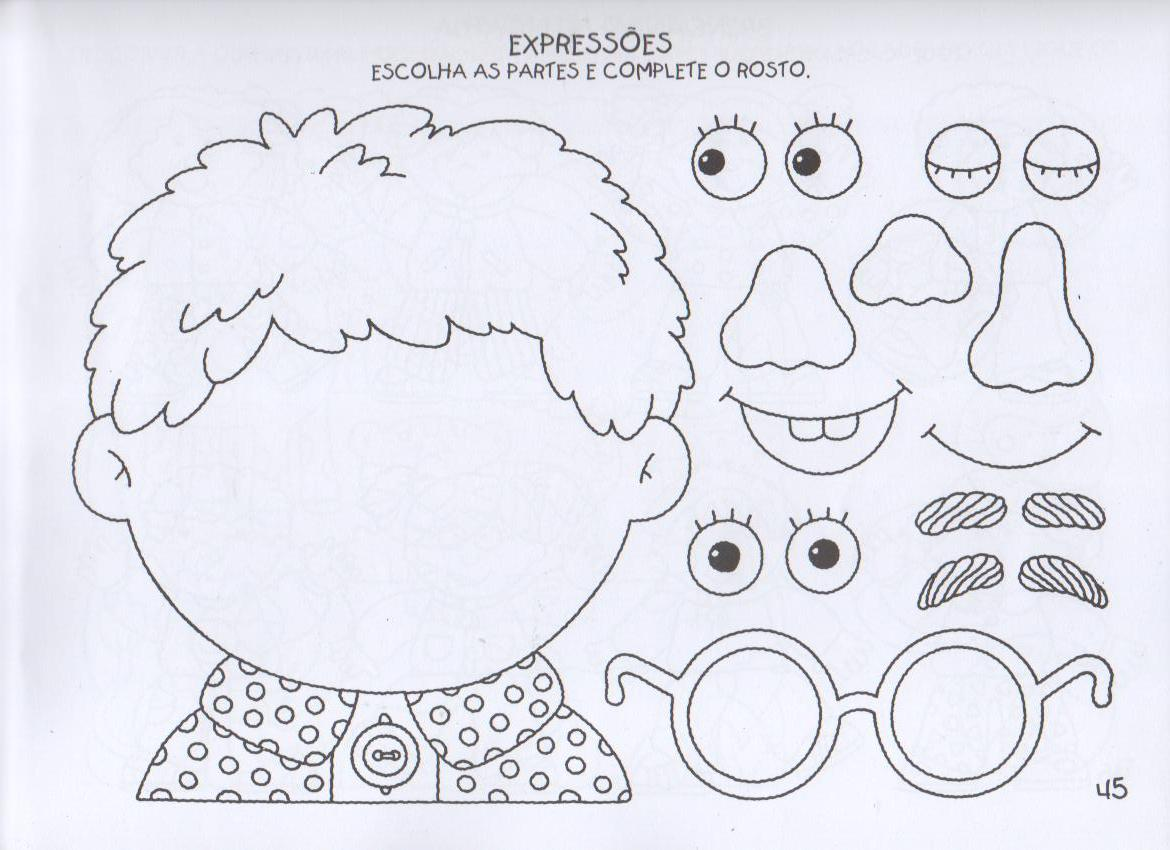 EXPRESSÕES
ESCOLHA AS PARTES E COMPLETE O ROSTO.
45